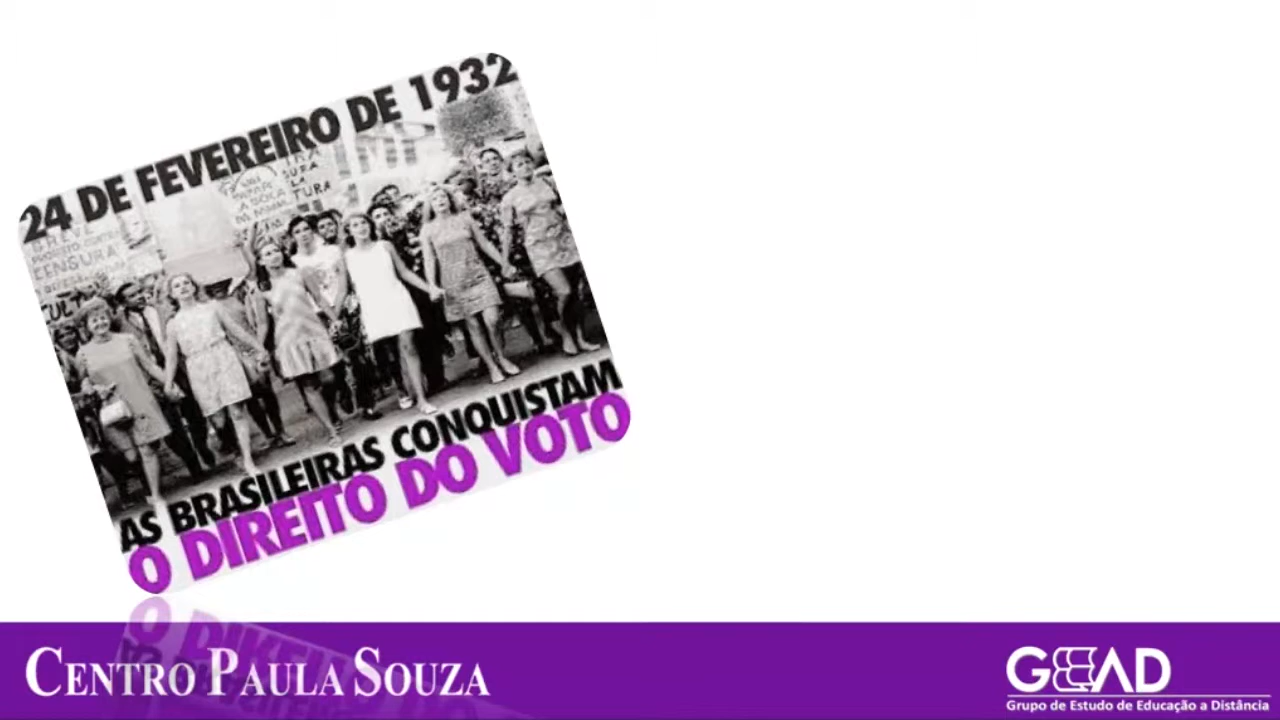 24 DE FEVEREIRO DE 1932
CENSURA
AS BRASILEIRAS CONQUISTAM
O DIREITO DO VOTO
CENTRO PAULA SOUZA
GEEAD
Grupo de Estudo de Educação a Distância